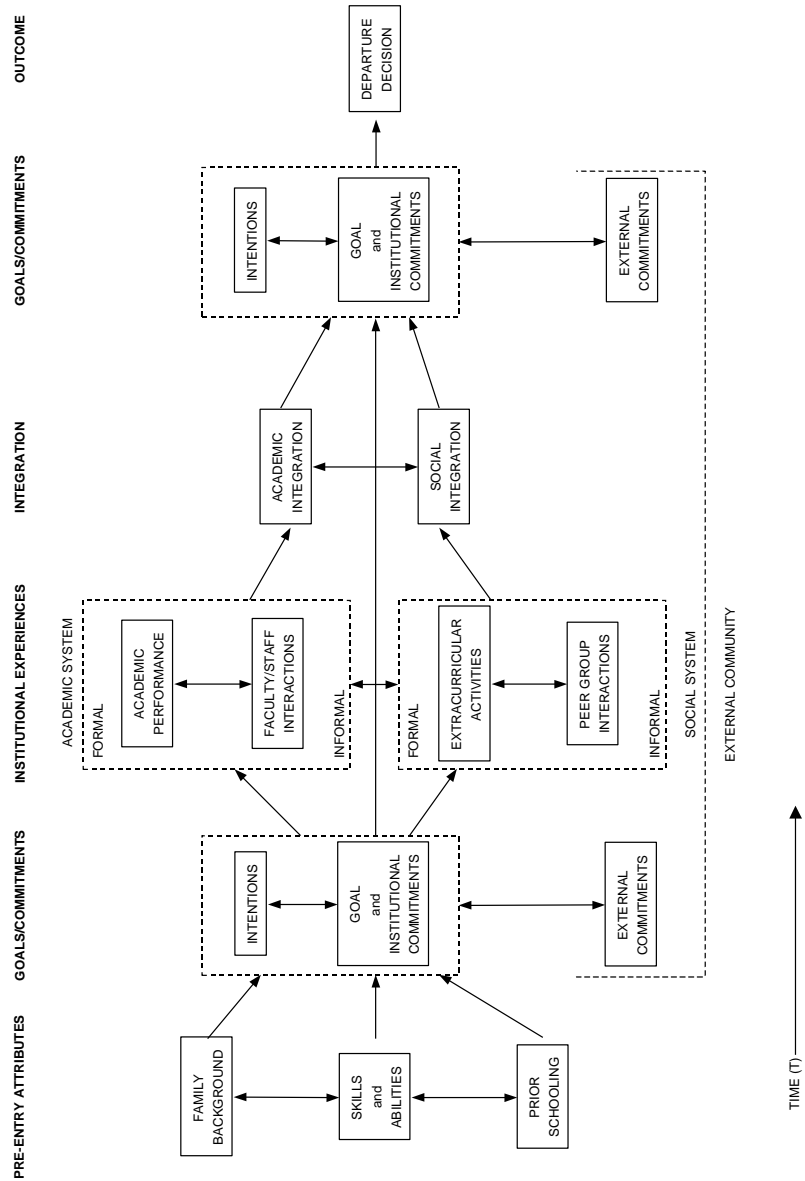 PRE-ENTRY ATTRIBUTES
GOALS/COMMITMENTS
INSTITUTIONAL EXPERIENCES
INTEGRATION
GOALS/COMMITMENTS
OUTCOME
FAMILY
BACKGROUND
SKILLS
and
ABILITIES
PRIOR
SCHOOLING
INTENTIONS
GOAL
and
INSTITUTIONAL
COMMITMENTS
EXTERNAL
COMMITMENTS
ACADEMIC SYSTEM
FORMAL
ACADEMIC
PERFORMANCE
FACULTY/STAFF
INTERACTIONS
INFORMAL
FORMAL
EXTRACURRICULAR
ACTIVITIES
PEER GROUP
INTERACTIONS
INFORMAL
SOCIAL SYSTEM
EXTERNAL COMMUNITY
ACADEMIC
INTEGRATION
SOCIAL
INTEGRATION
INTENTIONS
GOAL
and
INSTITUTIONAL
COMMITMENTS
EXTERNAL
COMMITMENTS
DEPARTURE
DECISION
TIME (T)